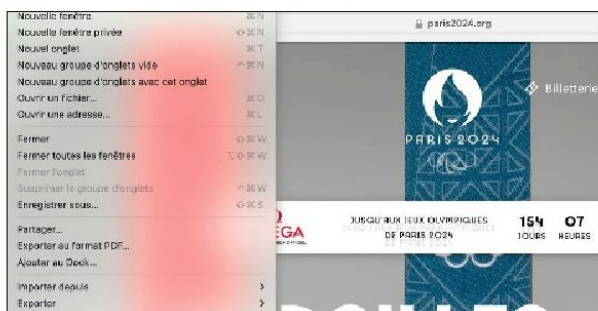 Nouvelle fenêtre ⌘N
Nouvelle fenêtre privée ⇧⌘N
Nouvel onglet ⌘T
Nouveau groupe d'onglets vide ^⌘N
Nouveau groupe d'onglets avec cet onglet
Ouvrir un fichier... ⌘O
Ouvrir une adresse... ⌘L
Fermer ⇧⌘W
Fermer toutes les fenêtres ⌥⇧⌘W
Fermer l'onglet
Supprimer le groupe d'onglets ^⌘W
Enregistrer sous... ⇧⌘S
Partager...
Exporter au format PDF...
Ajouter au Dock...
Importer depuis >
Exporter >
paris2024.org
Billetterie
PARIS 2024
JUSQU'AUX JEUX OLYMPIQUES
DE PARIS 2024
154 07
JOURS HEURES